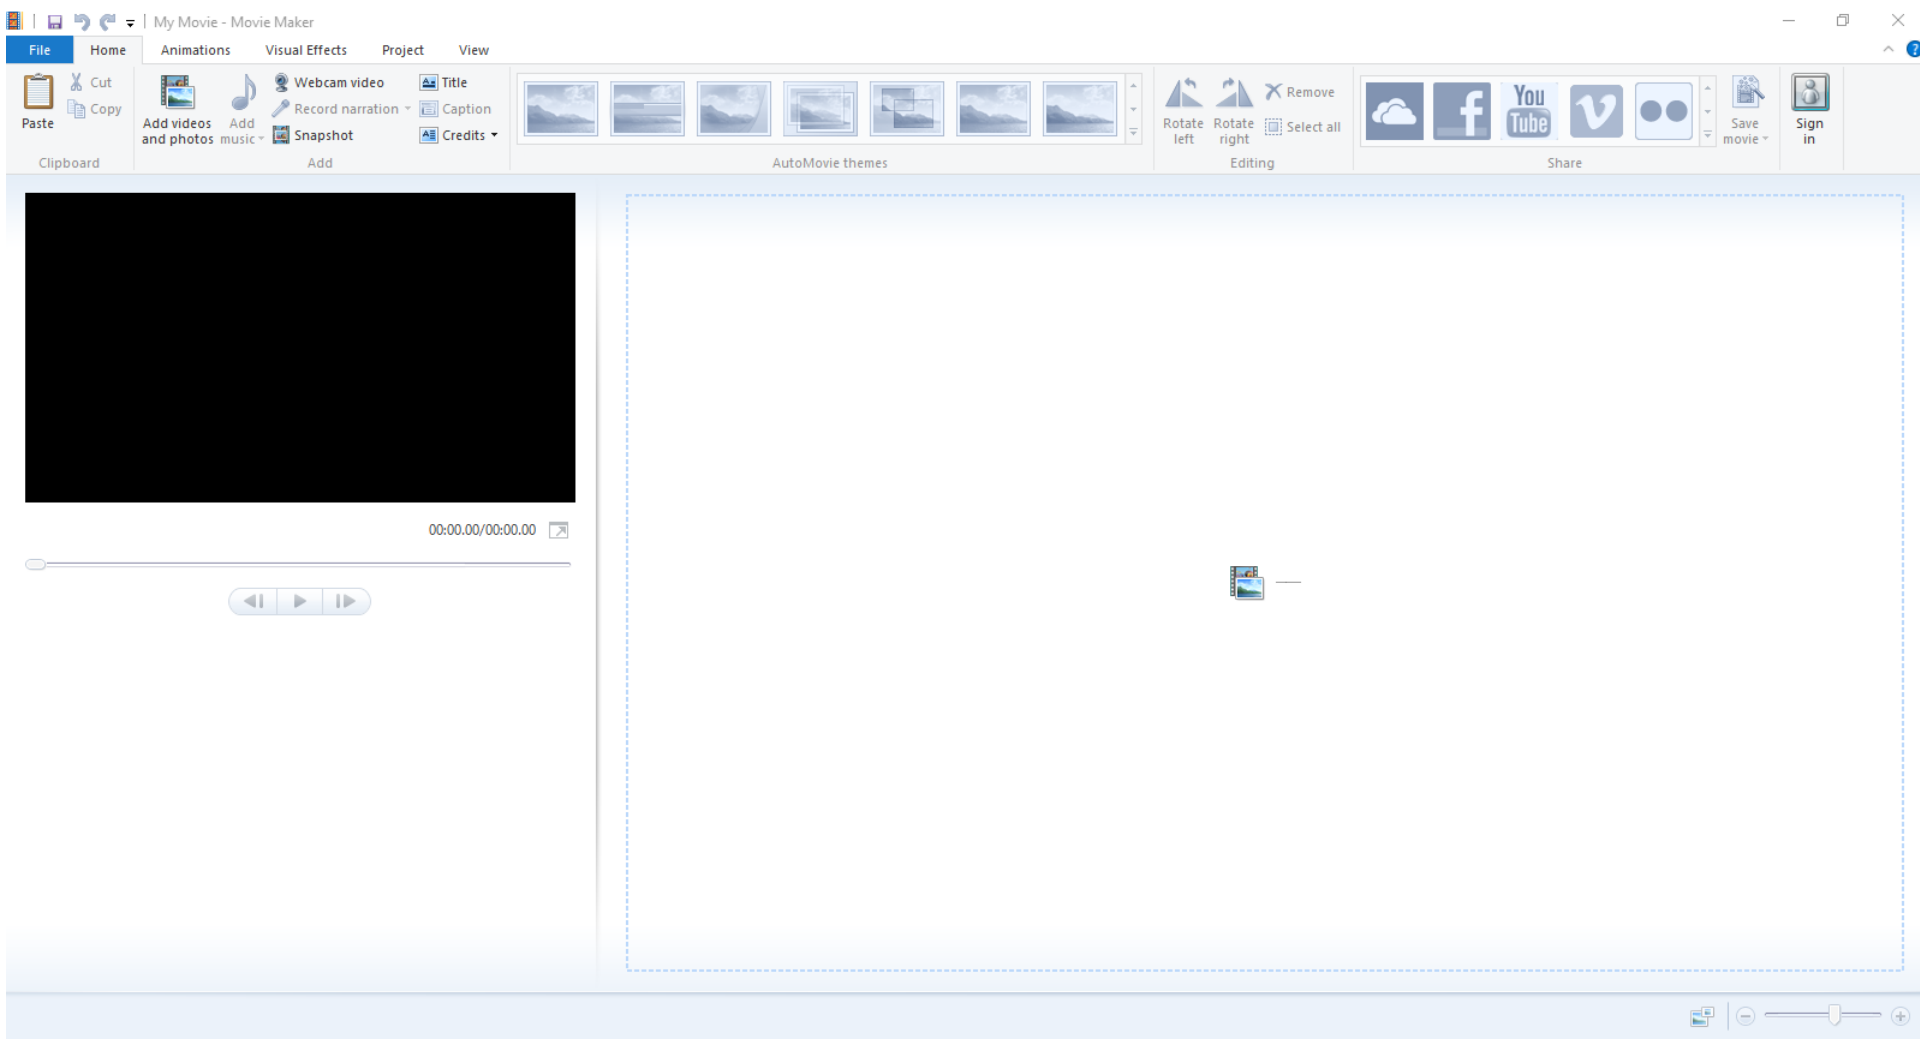 My Movie - Movie Maker
File Home Animations Visual Effects Project View
Paste
Cut
Copy
Clipboard
Add videos
and photos
Add
music
Webcam video
Record narration
Snapshot
Title
Caption
Credits
Add
AutoMovie themes
Rotate
left
Rotate
right
Remove
Select all
Editing
f
You
Tube
v
Share
Save
movie
Sign
in
00:00.00/00:00.00